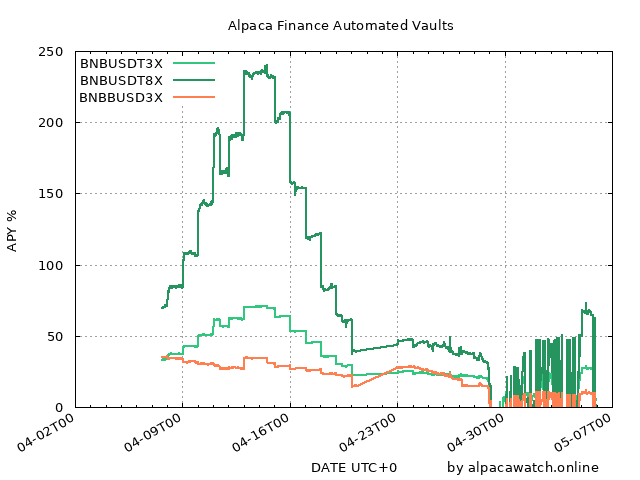 Alpaca Finance Automated Vaults
250
200
150
100
50
0
APY %
BNBUSDT3X
BNBUSDT8X
BNBBUSD3X
04-02T00
04-09T00
04-16T00
04-23T00
04-30T00
05-07T00
DATE UTC+0
by alpacawatch.online